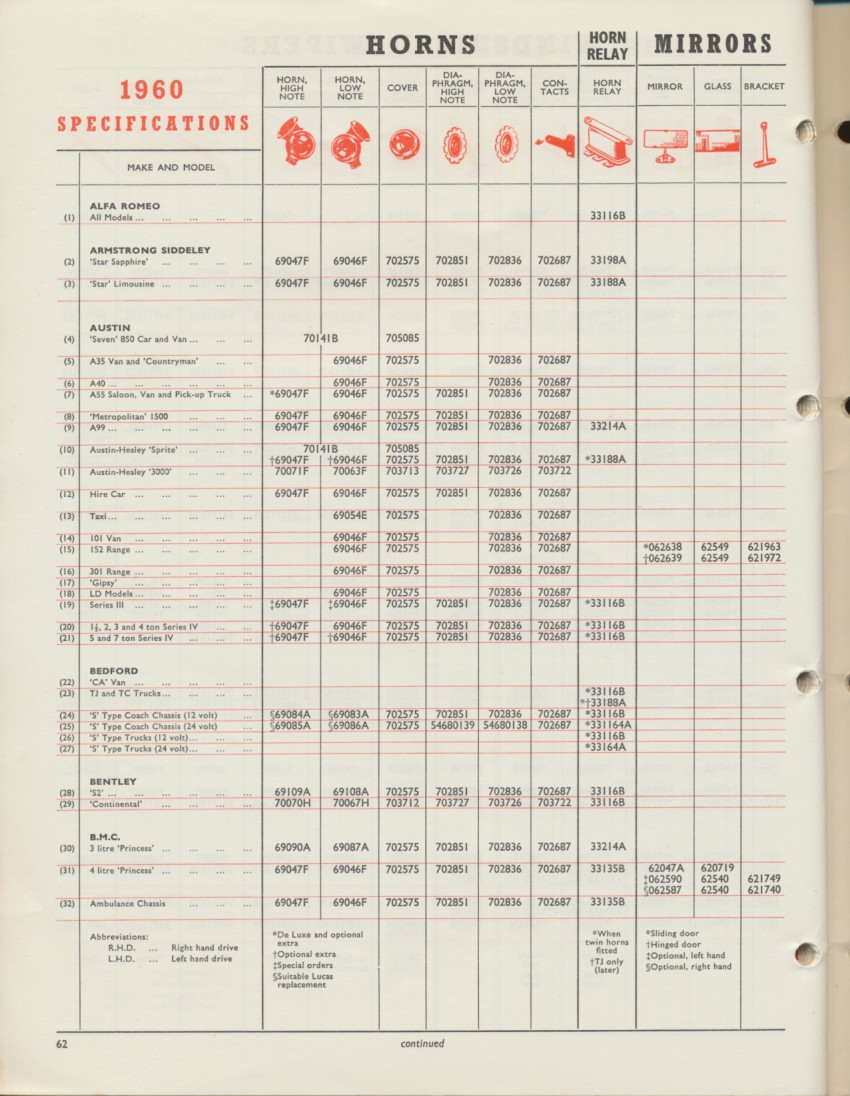 HORNS HORN RELAY MIRRORS
1960
SPECIFICATIONS
MAKE AND MODEL
HORN, HIGH NOTE HORN, LOW NOTE COVER DIA-PHRAGM, HIGH NOTE DIA-PHRAGM, LOW NOTE CON-TACTS HORN RELAY MIRROR GLASS BRACKET
ALFA ROMEO
(1) All Models ... ... ... ... ... 33116B
ARMSTRONG SIDDELEY
(2) 'Star Sapphire' ... ... ... ... 69047F 69046F 702575 702851 702836 702687 33198A
(3) 'Star' Limousine ... ... ... ... 69047F 69046F 702575 702851 702836 702687 33188A
AUSTIN
(4) 'Seven' 850 Car and Van ... ... ... 70141B 705085
(5) A35 Van and 'Countryman' ... ... 69046F 702575 702836 702687
(6) A40 ... ... ... ... ... ... 69046F 702575 702836 702687
(7) A55 Saloon, Van and Pick-up Truck ... *69047F 69046F 702575 702851 702836 702687
(8) 'Metropolitan' 1500 ... ... ... 69047F 69046F 702575 702851 702836 702687
(9) A99 ... ... ... ... ... ... 69047F 69046F 702575 702851 702836 702687 33214A
(10) Austin-Healey 'Sprite' ... ... ... 70141B 705085
†69047F †69046F 702575 702851 702836 702687 *33188A
(11) Austin-Healey '3000' ... ... ... 70071F 70063F 703713 703727 703726 703722
(12) Hire Car ... ... ... ... ... 69047F 69046F 702575 702851 702836 702687
(13) Taxi ... ... ... ... ... ... 69054E 702575 702836 702687
(14) 101 Van ... ... ... ... ... 69046F 702575 702836 702687
(15) 152 Range ... ... ... ... ... 69046F 702575 702836 702687 *062638 62549 621963
†062639 62549 621972
(16) 301 Range ... ... ... ... ... 69046F 702575 702836 702687
(17) 'Gipsy' ... ... ... ... ...
(18) LD Models ... ... ... ... ... 69046F 702575 702836 702687
(19) Series III ... ... ... ... ... ‡69047F ‡69046F 702575 702851 702836 702687 *33116B
(20) 1½, 2, 3 and 4 ton Series IV ... ... †69047F 69046F 702575 702851 702836 702687 *33116B
(21) 5 and 7 ton Series IV ... ... ... †69047F †69046F 702575 702851 702836 702687 *33116B
BEDFORD
(22) 'CA' Van ... ... ... ... ...
(23) TJ and TC Trucks ... ... ... ... *33116B
*†33188A
(24) 'S' Type Coach Chassis (12 volt) ... §69084A §69083A 702575 702851 702836 702687 *33116B
(25) 'S' Type Coach Chassis (24 volt) ... §69085A §69086A 702575 54680139 54680138 702687 *331164A
(26) 'S' Type Trucks (12 volt) ... ... ... *33116B
(27) 'S' Type Trucks (24 volt) ... ... ... *33164A
BENTLEY
(28) 'S2' ... ... ... ... ... ... 69109A 69108A 702575 702851 702836 702687 33116B
(29) 'Continental' ... ... ... ... 70070H 70067H 703712 703727 703726 703722 33116B
B.M.C.
(30) 3 litre 'Princess' ... ... ... ... 69090A 69087A 702575 702851 702836 702687 33214A
(31) 4 litre 'Princess' ... ... ... ... 69047F 69046F 702575 702851 702836 702687 33135B 62047A 620719
‡062590 62540 621749
§062587 62540 621740
(32) Ambulance Chassis ... ... ... 69047F 69046F 702575 702851 702836 702687 33135B
Abbreviations:
R.H.D. ... Right hand drive
L.H.D. ... Left hand drive
*De Luxe and optional
extra
†Optional extra
‡Special orders
§Suitable Lucas
replacement
*When
twin horns
fitted
†TJ only
(later)
*Sliding door
†Hinged door
‡Optional, left hand
§Optional, right hand
62 continued